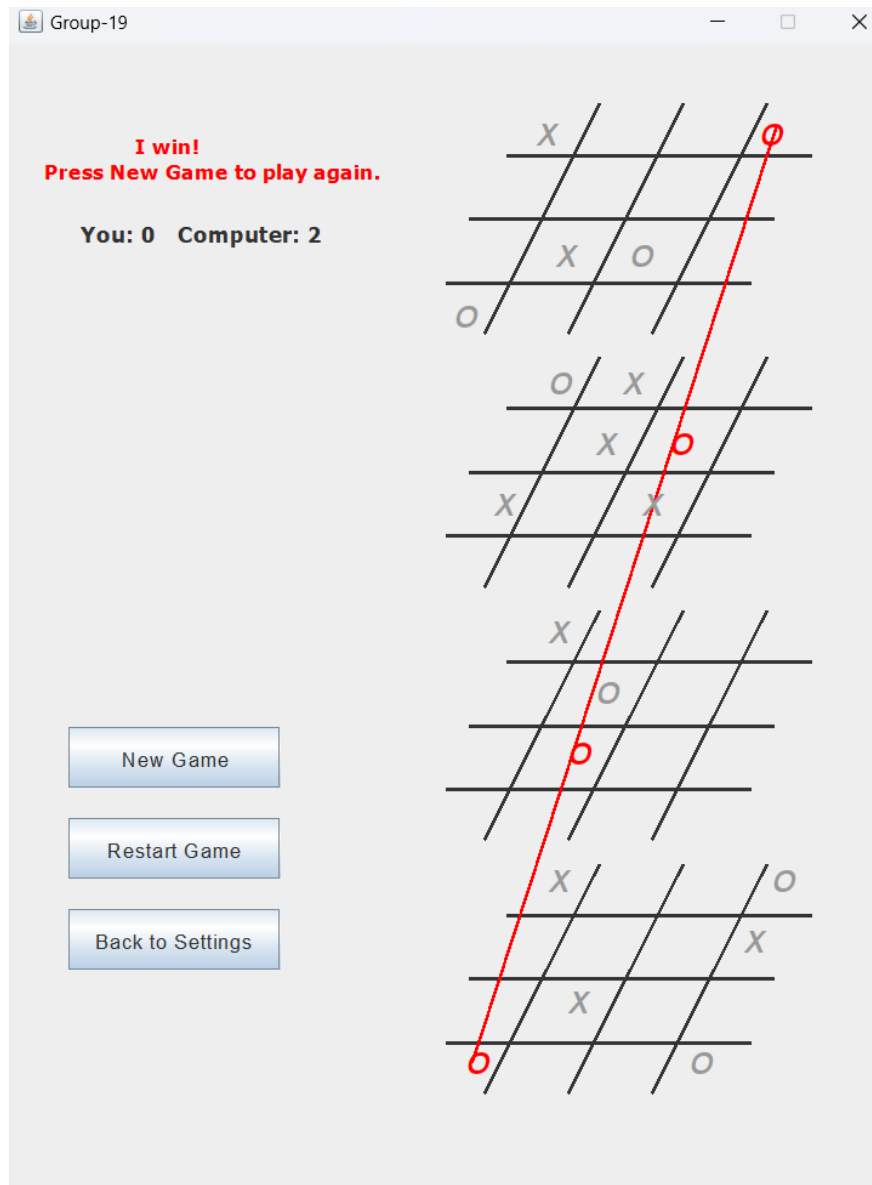 Group-19
I win!
Press New Game to play again.
You: 0 Computer: 2
X O
X O
O
O X
X O
X X
X
O
O
X O
X
X
O O
New Game
Restart Game
Back to Settings